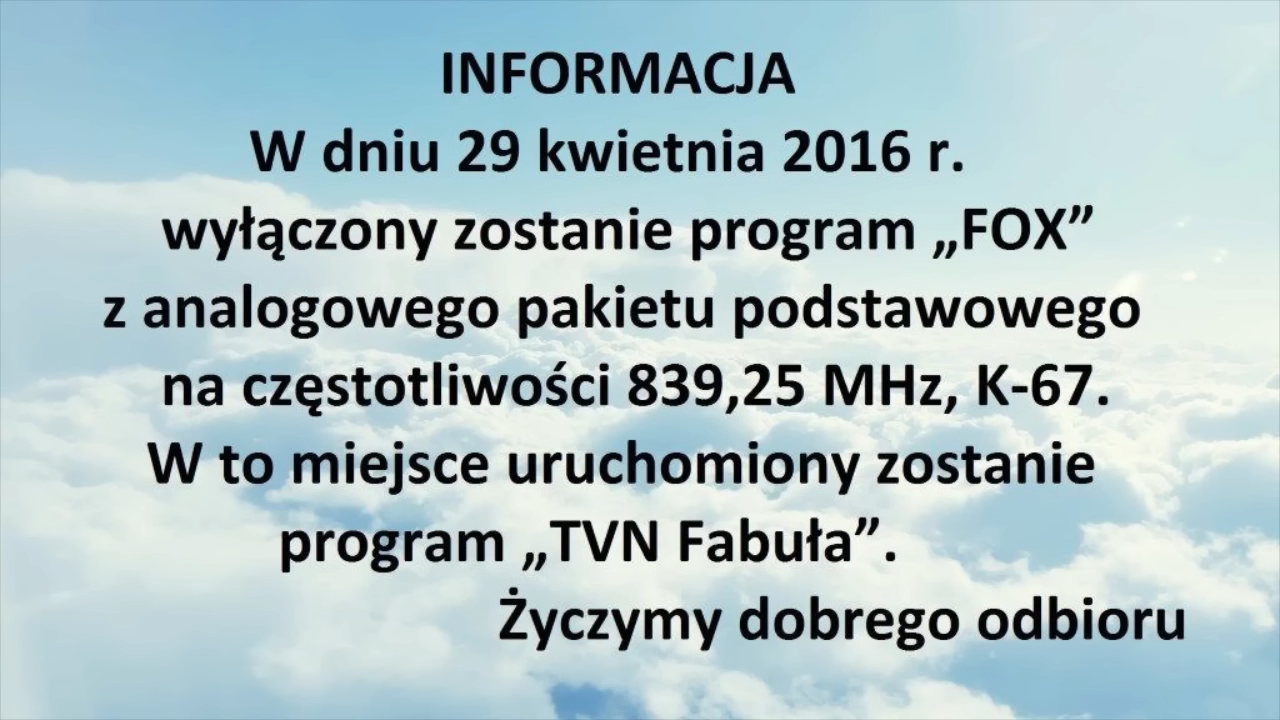 INFORMACJA
W dniu 29 kwietnia 2016 r.
wyłączony zostanie program „FOX”
z analogowego pakietu podstawowego
na częstotliwości 839,25 MHz, K-67.
W to miejsce uruchomiony zostanie
program „TVN Fabuła”.
Życzymy dobrego odbioru